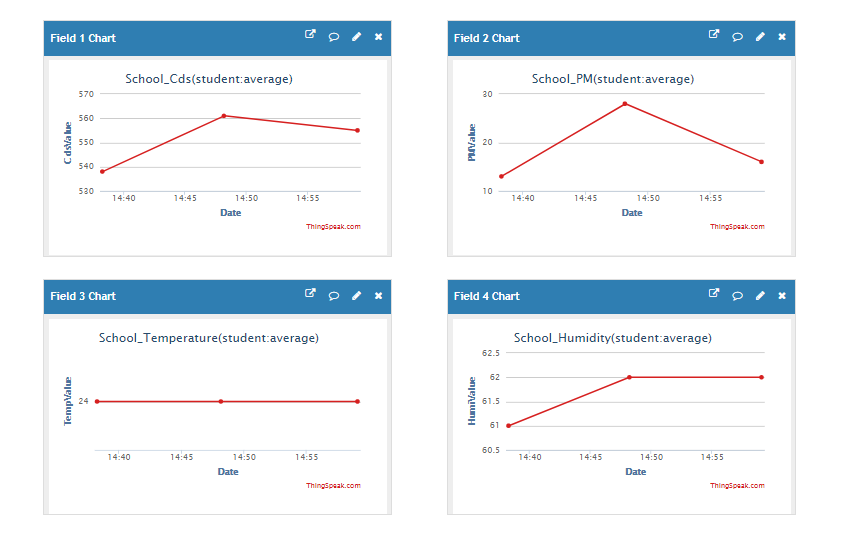 Field 1 Chart
School_Cds(student:average)
570
560
550
540
530
CdsValue
14:40 14:45 14:50 14:55
Date
ThingSpeak.com
Field 2 Chart
School_PM(student:average)
30
20
10
PMValue
14:40 14:45 14:50 14:55
Date
ThingSpeak.com
Field 3 Chart
School_Temperature(student:average)
24
TempValue
14:40 14:45 14:50 14:55
Date
ThingSpeak.com
Field 4 Chart
School_Humidity(student:average)
62.5
62
61.5
61
60.5
HumiValue
14:40 14:45 14:50 14:55
Date
ThingSpeak.com